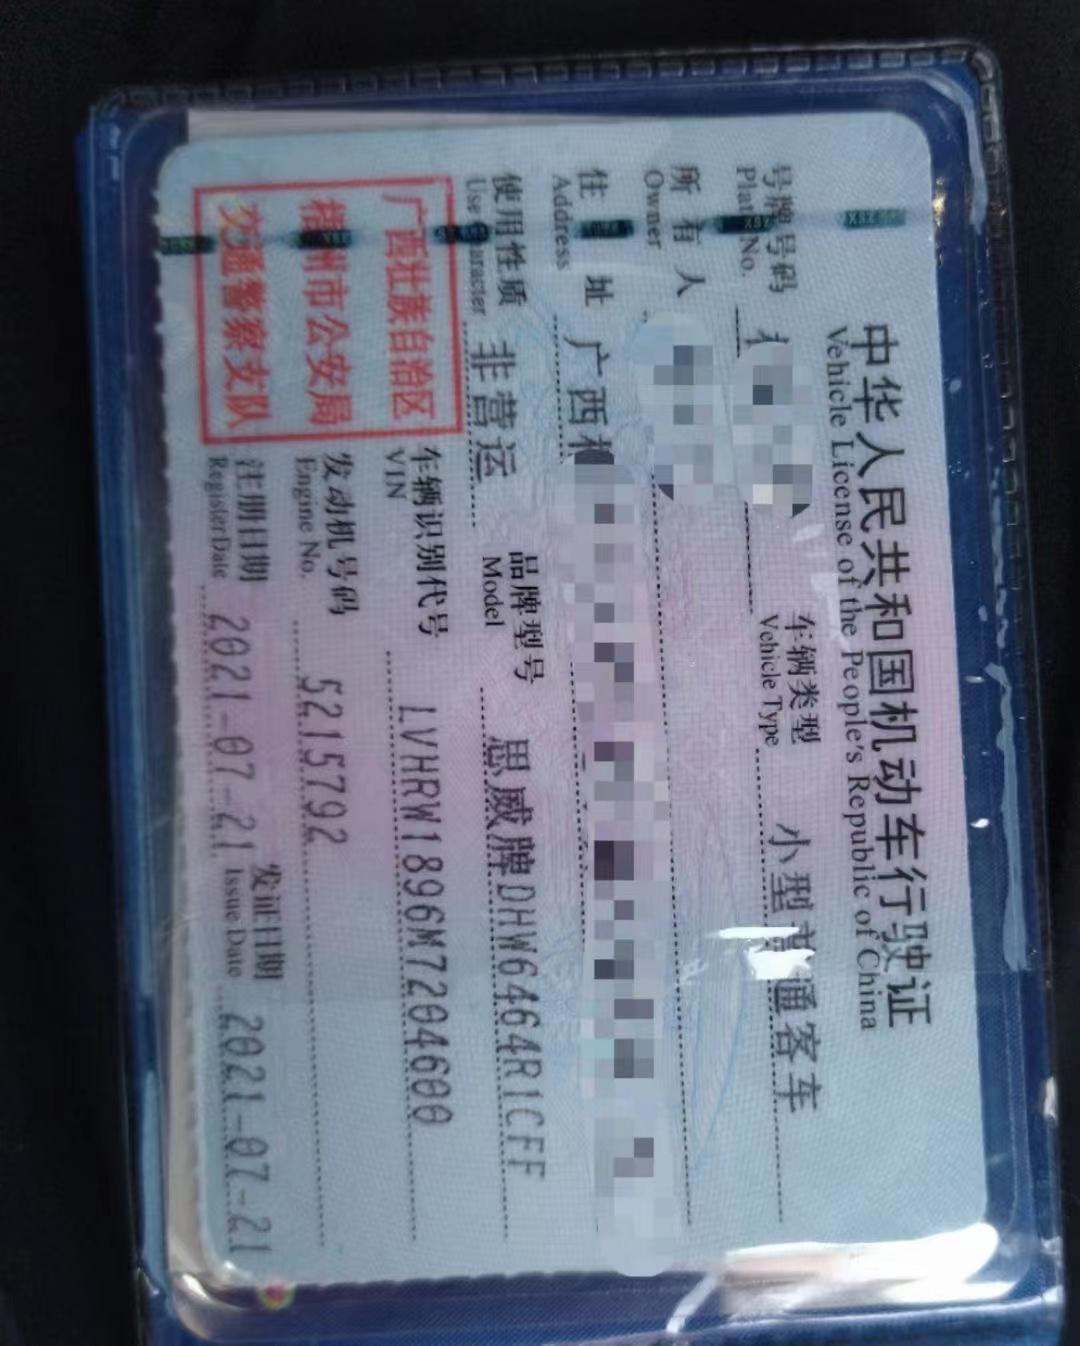 中华人民共和国机动车行驶证
Vehicle License of the People's Republic of China
号牌号码 车辆类型 小型普通客车
Plate No. Vehicle Type
所有人
Owner
住址 广西
Address
使用性质 非营运 品牌型号 思威牌DHW6464R1CFF
Use Character Model
广西壮族自治区
梧州市公安局
交通警察支队
车辆识别代号 LVHRW1896M7204600
VIN
发动机号码 5215792
Engine No.
注册日期 2021-07-21 发证日期 2021-07-21
Register Date Issue Date